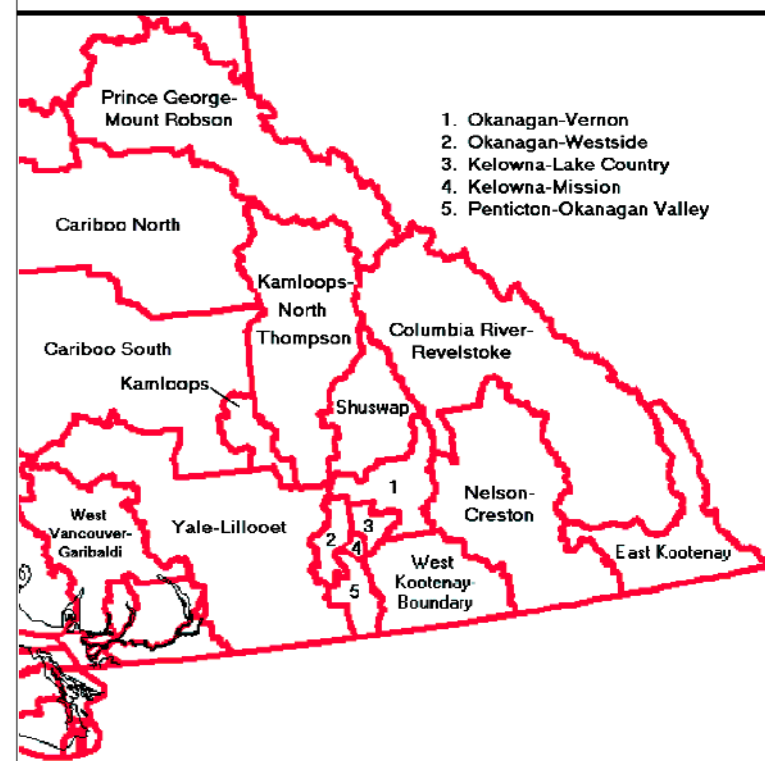 Prince George-
Mount Robson
1. Okanagan-Vernon
2. Okanagan-Westside
3. Kelowna-Lake Country
4. Kelowna-Mission
5. Penticton-Okanagan Valley
Cariboo North
Kamloops-
North
Thompson
Columbia River-
Revelstoke
Cariboo South
Kamloops
Shuswap
1
Nelson-
Creston
West
Vancouver-
Garibaldi
Yale-Lillooet
3
2
4
East Kootenay
West
Kootenay-
Boundary
5